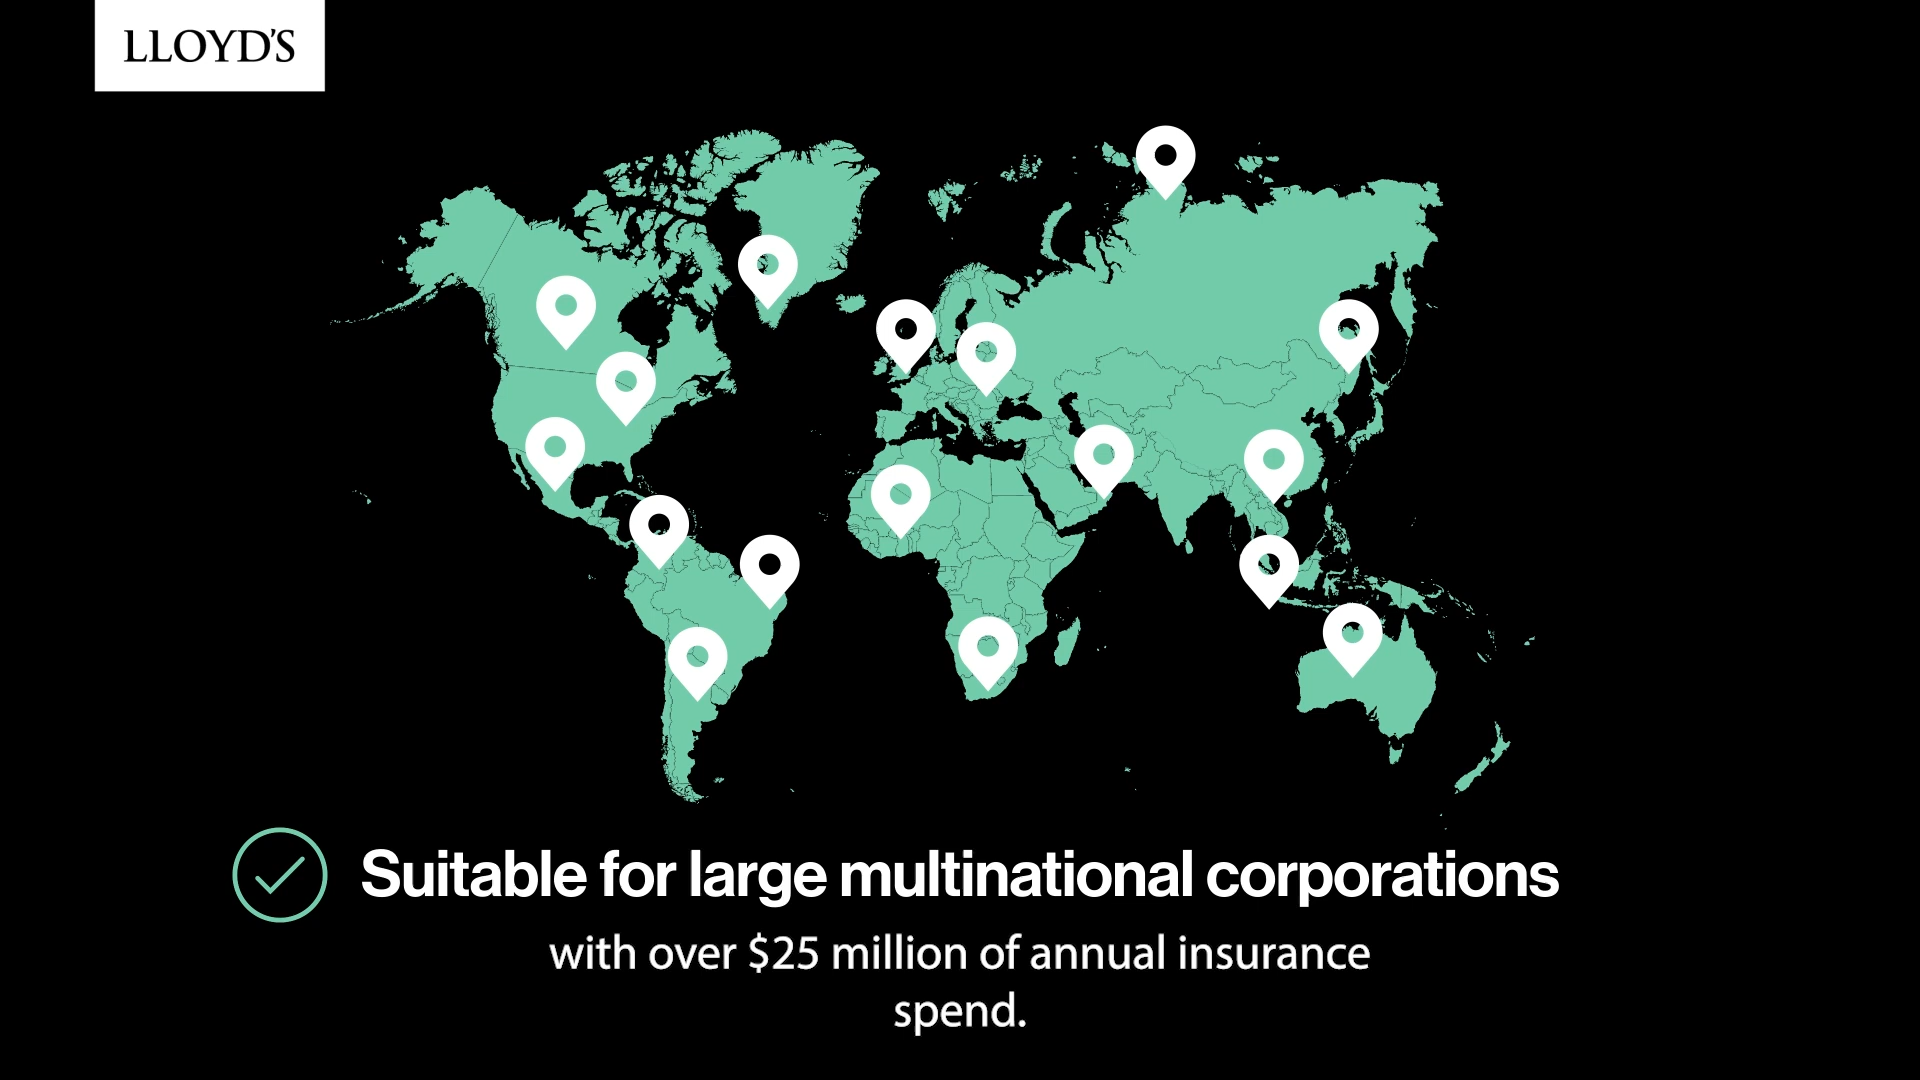 LLOYD'S
Suitable for large multinational corporations
with over $25 million of annual insurance
spend.